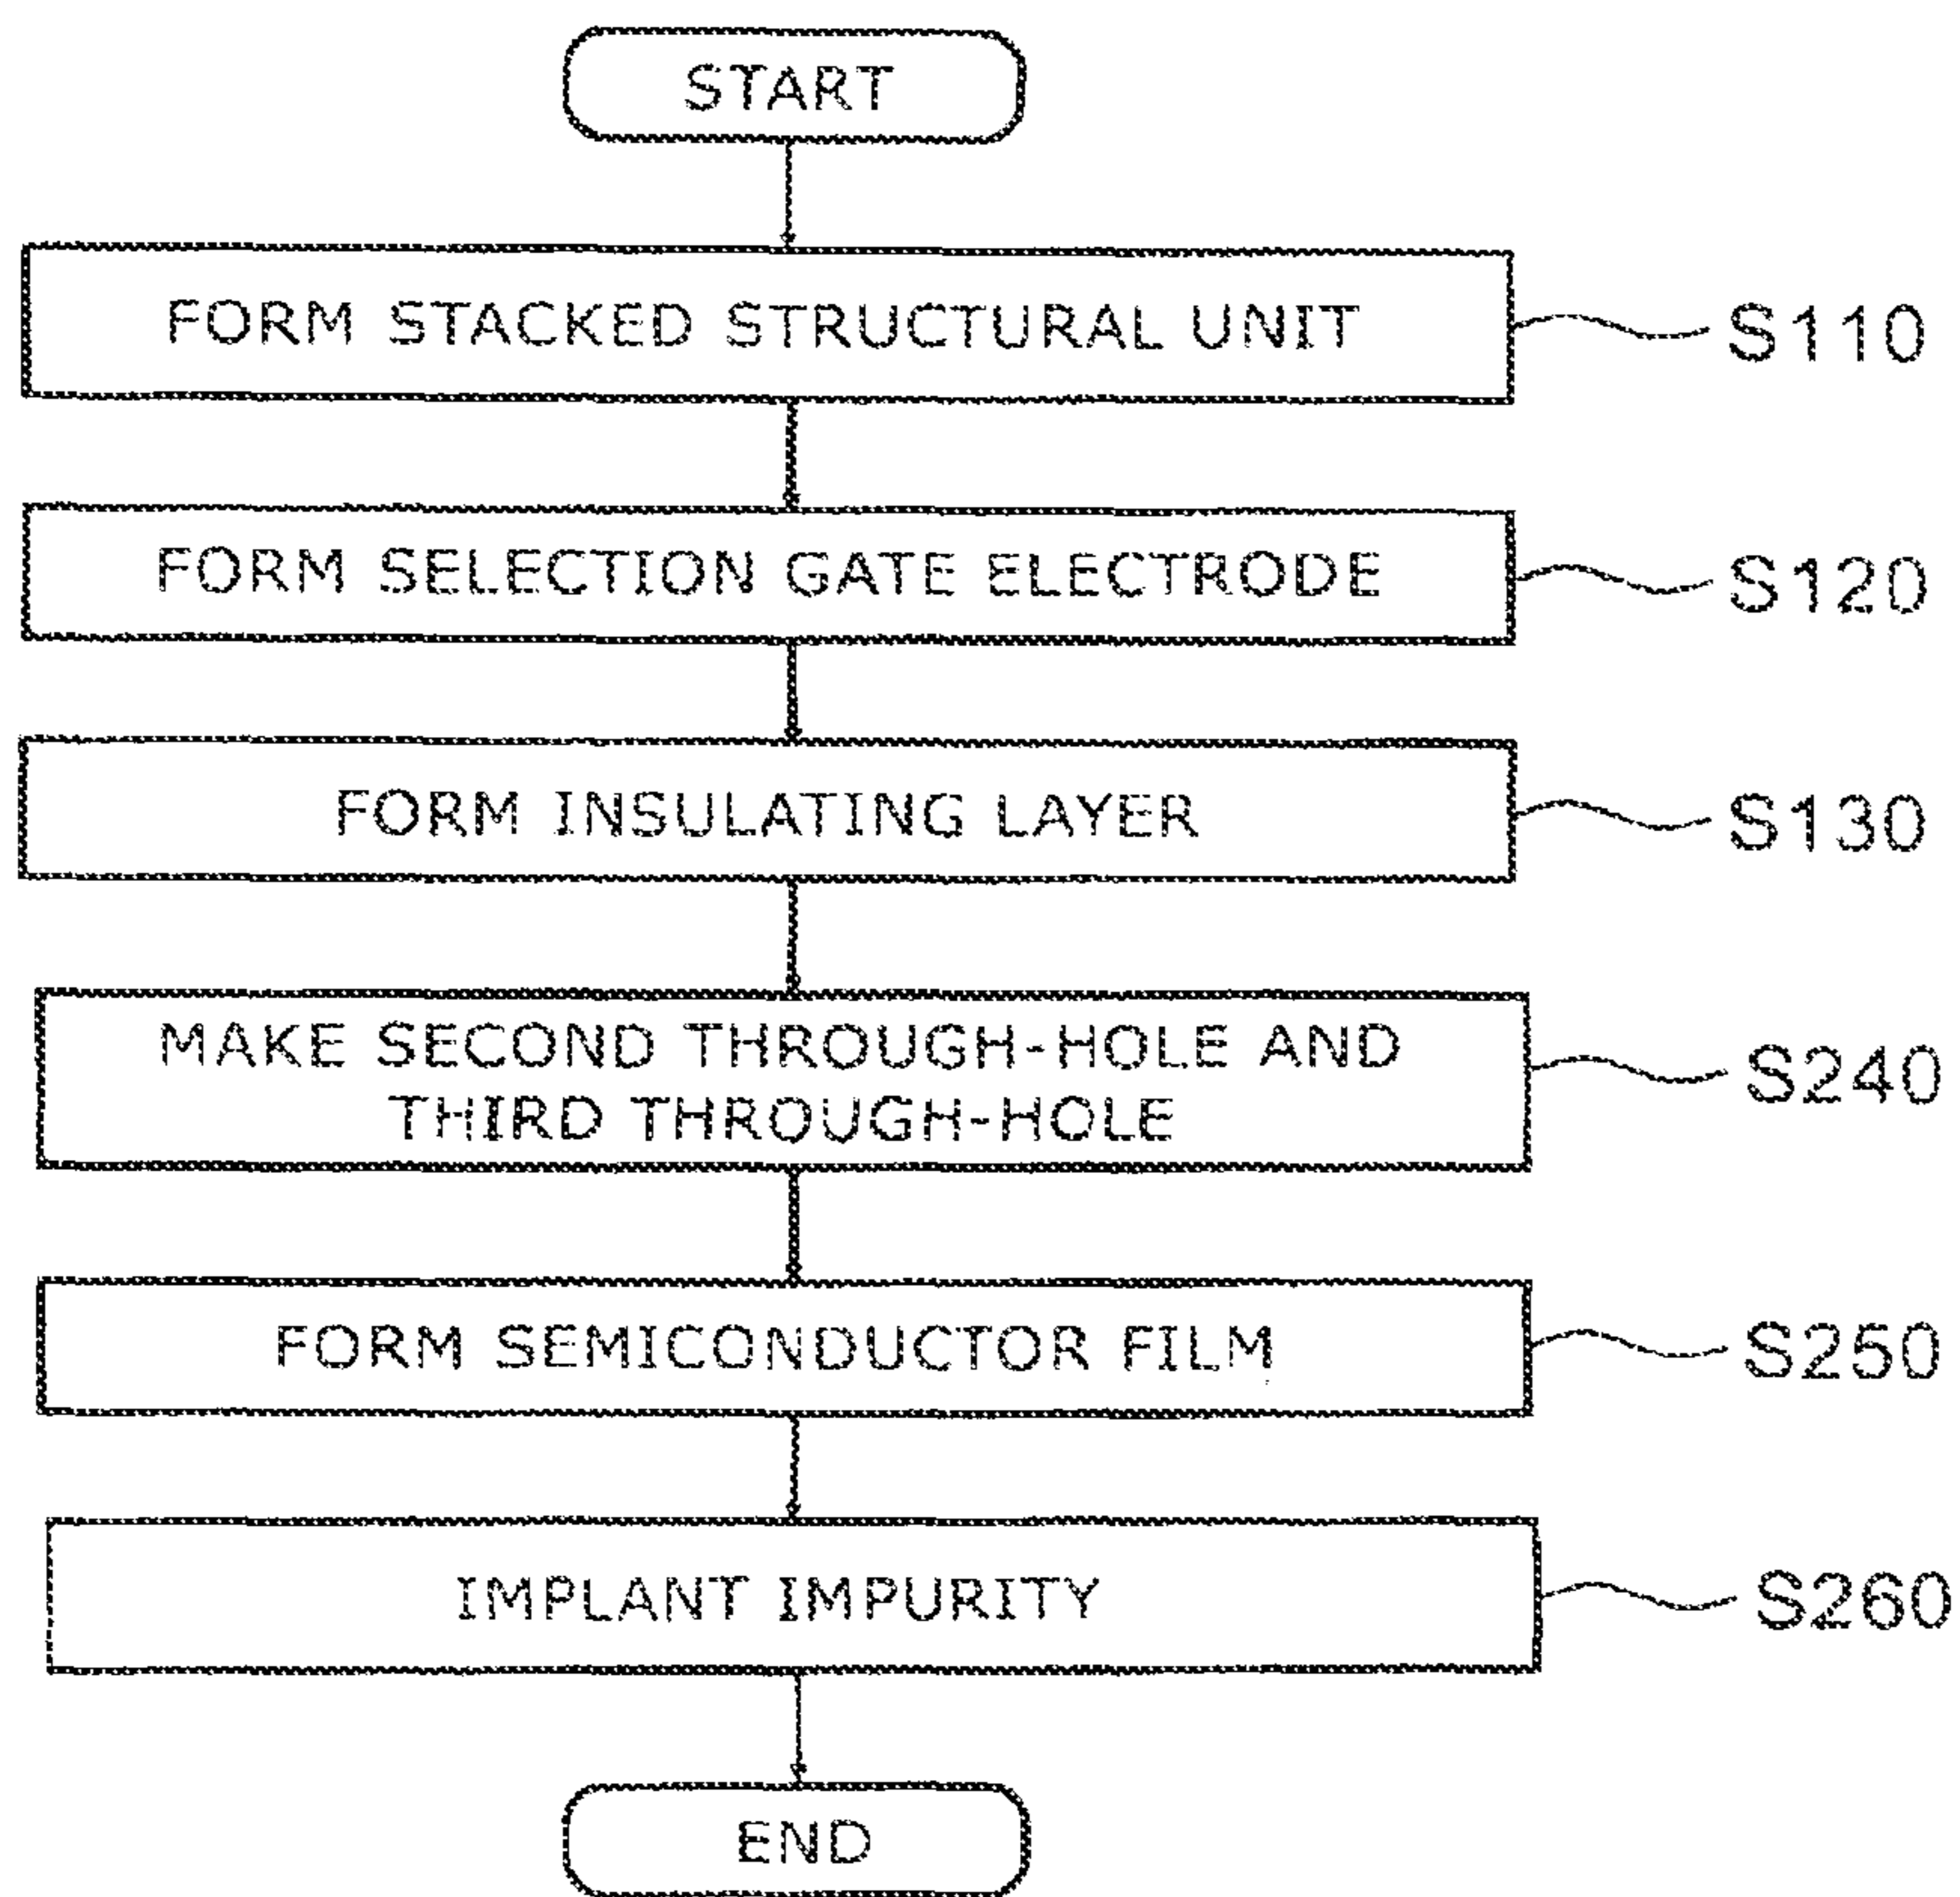 START
FORM STACKED STRUCTURAL UNIT
S110
FORM SELECTION GATE ELECTRODE
S120
FORM INSULATING LAYER
S130
MAKE SECOND THROUGH-HOLE AND
THIRD THROUGH-HOLE
S240
FORM SEMICONDUCTOR FILM
S250
IMPLANT IMPURITY
S260
END